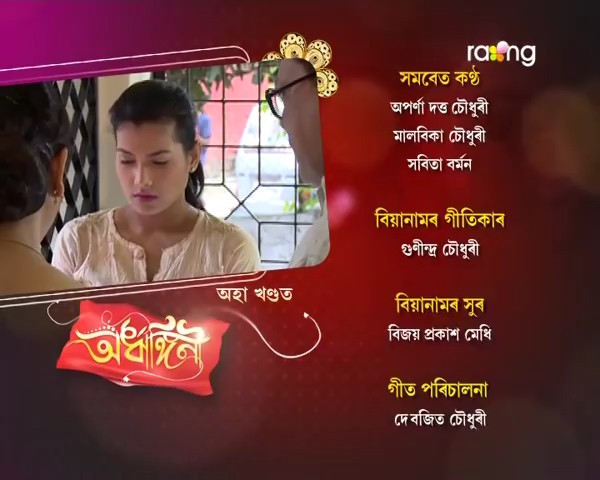 raang
সমবেত কণ্ঠ
অপৰ্ণা দত্ত চৌধুৰী
মালবিকা চৌধুৰী
সবিতা বৰ্মন
বিয়ানামৰ গীতিকাৰ
গুণীন্দ্ৰ চৌধুৰী
অহা খণ্ডত
বিয়ানামৰ সুৰ
বিজয় প্ৰকাশ মেধি
অৰ্ধাঙ্গিনী
গীত পৰিচালনা
দেবজিত চৌধুৰী